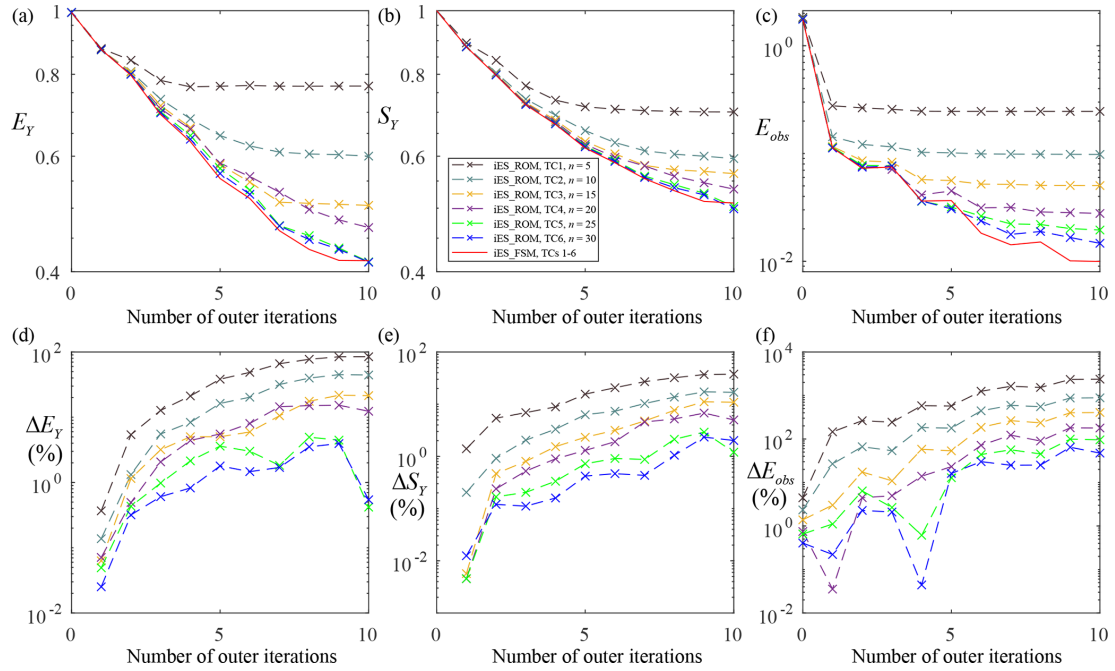 (a)
1
0.8
E_Y
0.6
0.4
0
5
10
Number of outer iterations
(b)
1
0.8
S_Y
0.6
0.4
iES_ROM, TC1, n = 5
iES_ROM, TC2, n = 10
iES_ROM, TC3, n = 15
iES_ROM, TC4, n = 20
iES_ROM, TC5, n = 25
iES_ROM, TC6, n = 30
iES_FSM, TCs 1-6
0
5
10
Number of outer iterations
(c)
10^0
E_obs
10^-2
0
5
10
Number of outer iterations
(d)
10^2
ΔE_Y
(%)
10^0
10^-2
0
5
10
Number of outer iterations
(e)
10^2
10^0
ΔS_Y
(%)
10^-2
0
5
10
Number of outer iterations
(f)
10^4
10^2
ΔE_obs
(%)
10^0
10^-2
0
5
10
Number of outer iterations